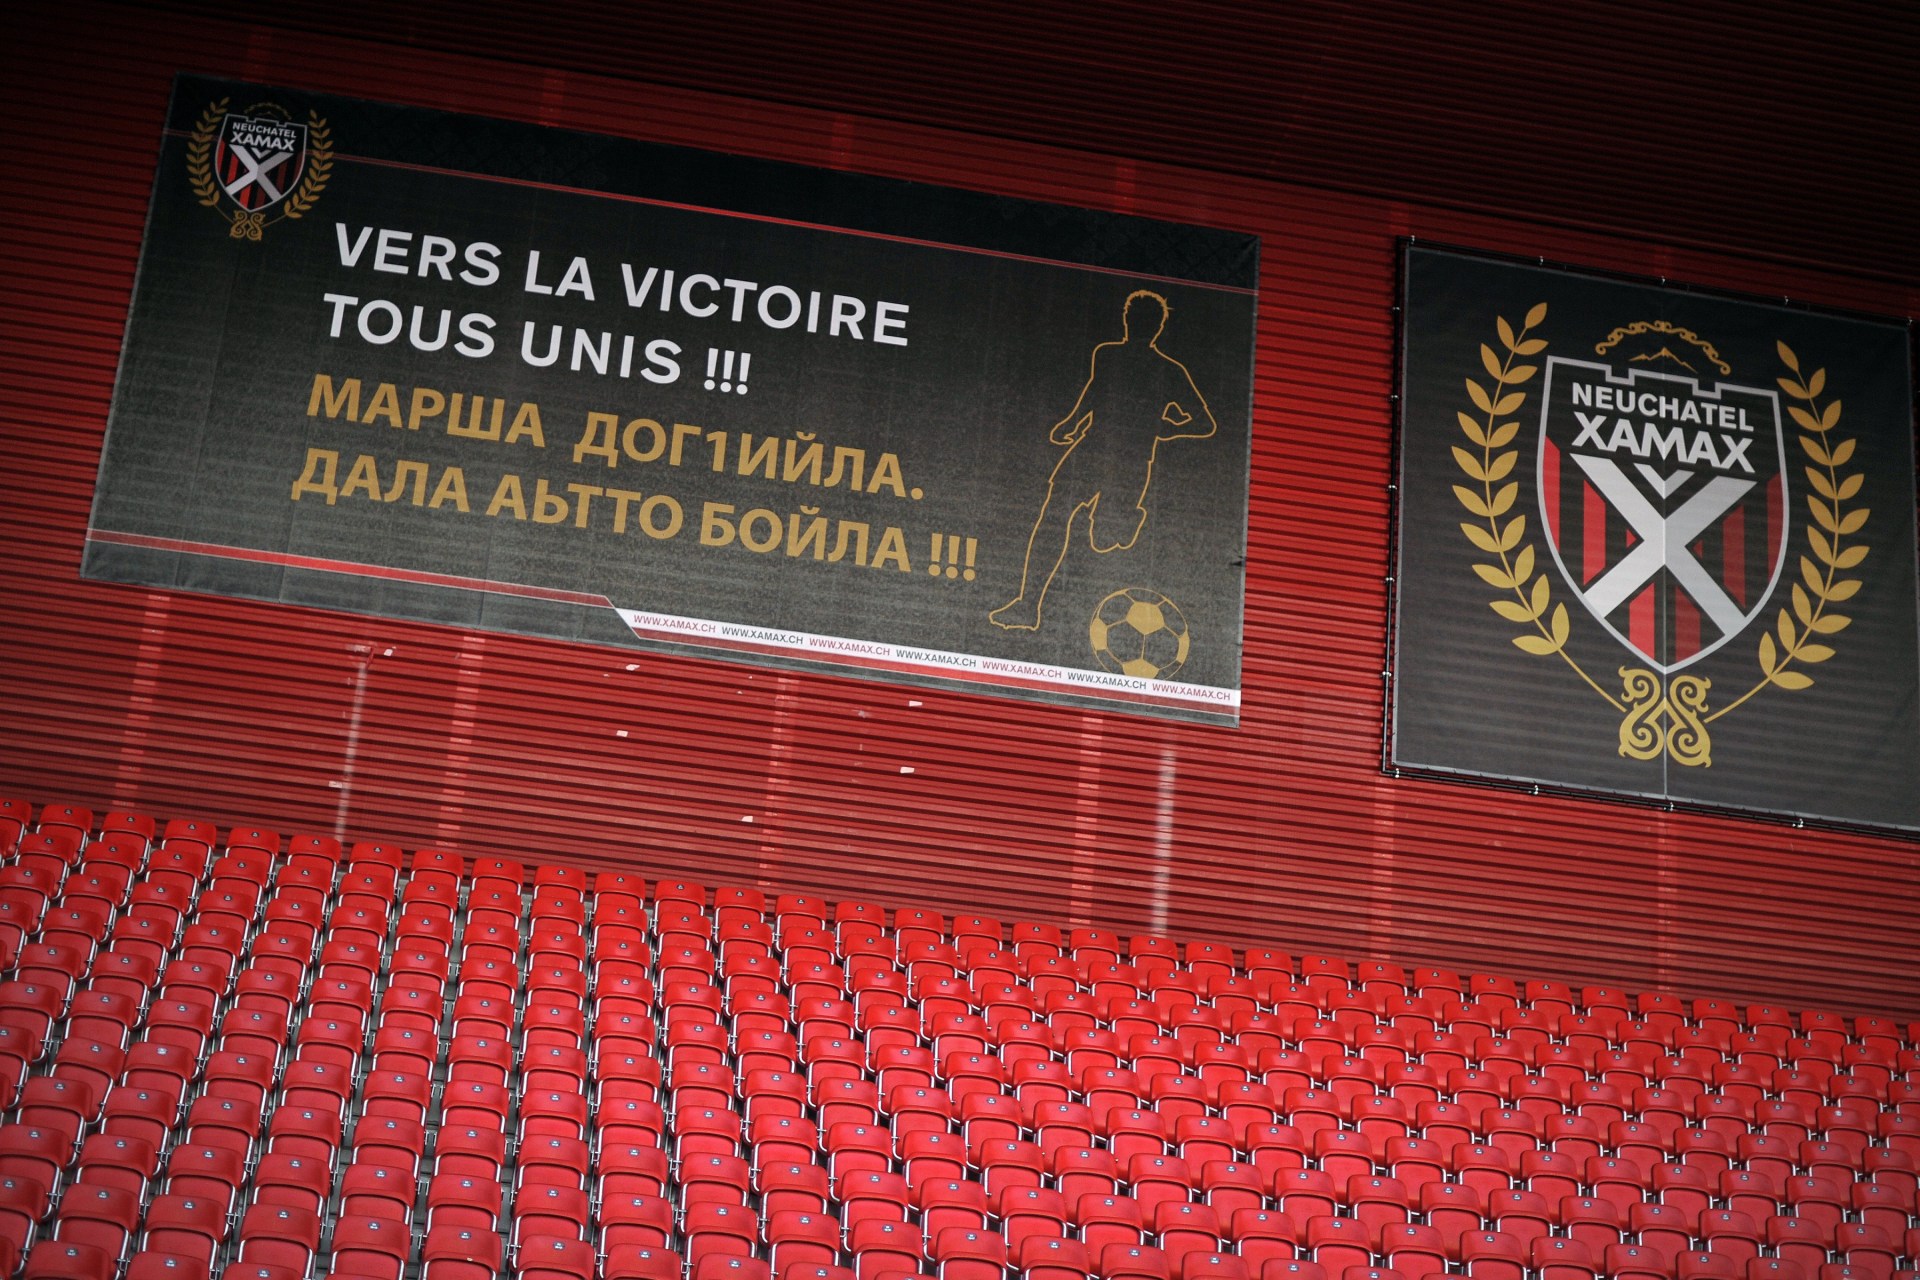 NEUCHATEL
XAMAX
VERS LA VICTOIRE
TOUS UNIS !!!
МАРША ДОГ1ИЙЛА.
ДАЛА АЬТТО БОЙЛА !!!
WWW.XAMAX.CH WWW.XAMAX.CH WWW.XAMAX.CH WWW.XAMAX.CH WWW.XAMAX.CH WWW.XAMAX.CH WWW.XAMAX.CH
NEUCHATEL
XAMAX